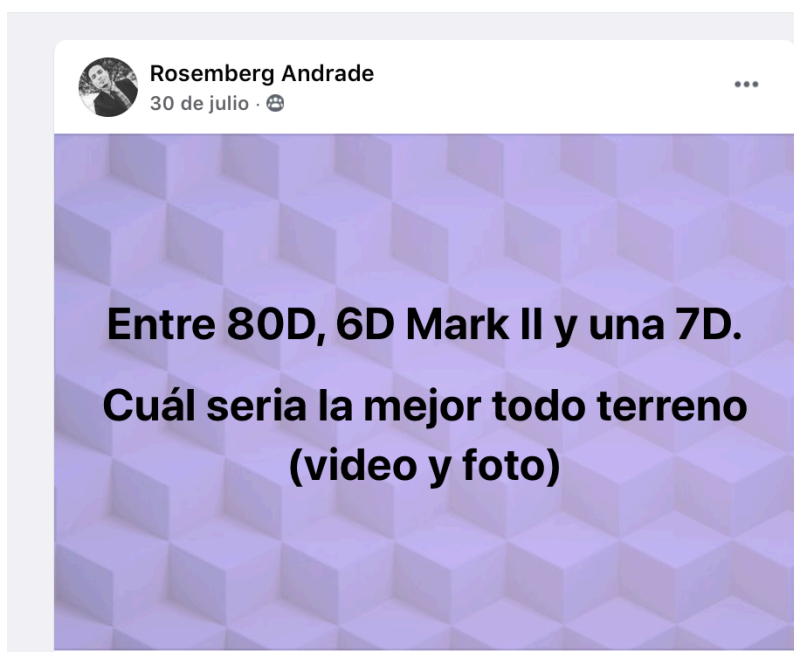 Rosemberg Andrade
30 de julio ·
Entre 80D, 6D Mark II y una 7D.
Cuál seria la mejor todo terreno
(video y foto)